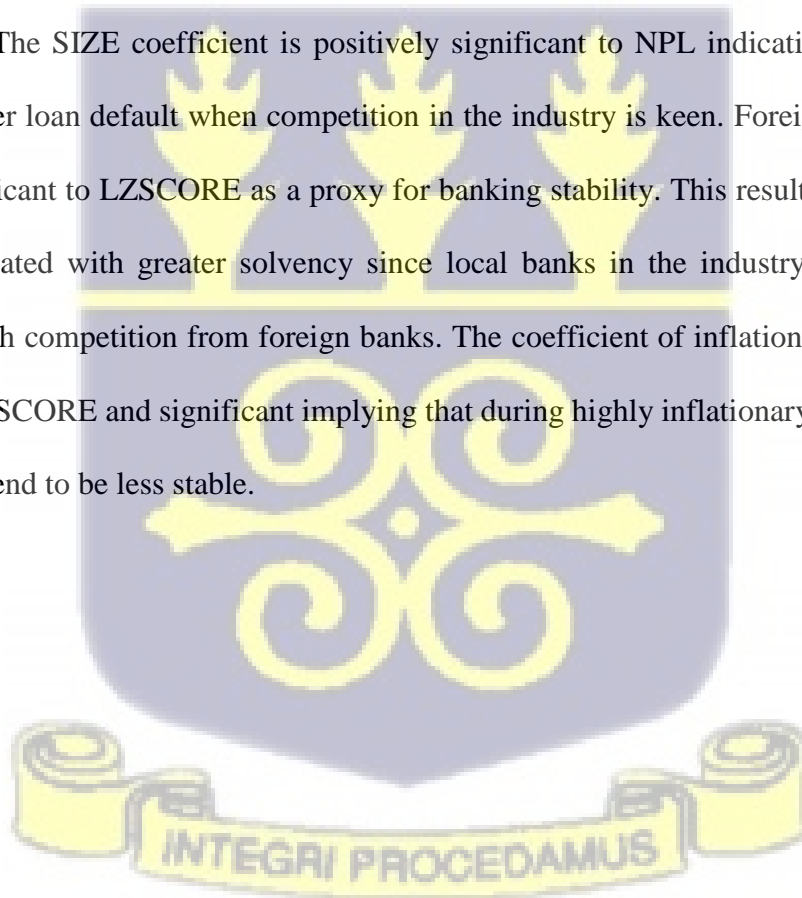 The SIZE coefficient is positively significant to NPL
er loan default when competition in the industry is keen.
icant to LZSCORE as a proxy for banking stability. This result
ated with greater solvency since local banks in the industry
h competition from foreign banks. The coefficient of inflation
SCORE and significant implying that during highly inflationary
end to be less stable.
INTEGRI PROCEDAMUS